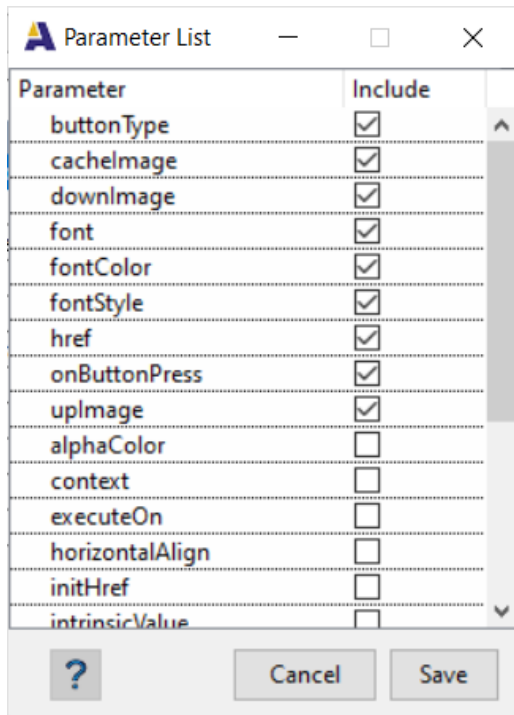 Parameter List
Parameter Include
buttonType
cacheImage
downImage
font
fontColor
fontStyle
href
onButtonPress
upImage
alphaColor
context
executeOn
horizontalAlign
initHref
intrinsicValue
? Cancel Save